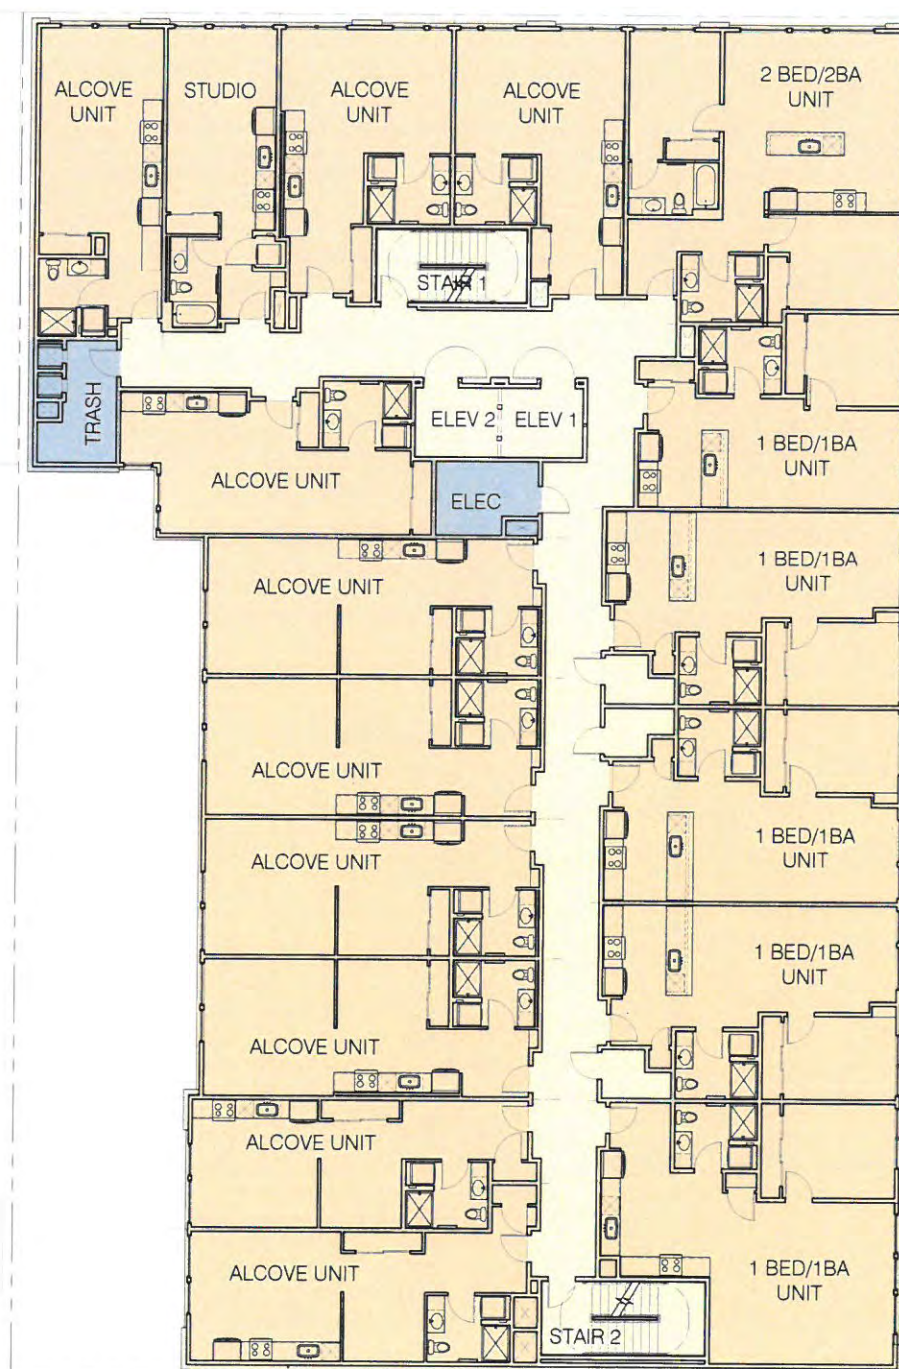 ALCOVE
UNIT
STUDIO
ALCOVE
UNIT
ALCOVE
UNIT
2 BED/2BA
UNIT
STAIR 1
TRASH
ELEV 2
ELEV 1
1 BED/1BA
UNIT
ALCOVE UNIT
ELEC
1 BED/1BA
UNIT
ALCOVE UNIT
ALCOVE UNIT
1 BED/1BA
UNIT
ALCOVE UNIT
1 BED/1BA
UNIT
ALCOVE UNIT
ALCOVE UNIT
1 BED/1BA
UNIT
ALCOVE UNIT
STAIR 2